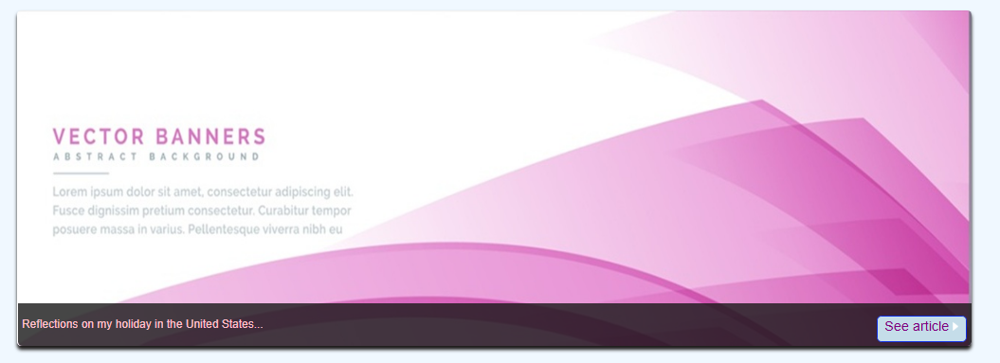 VECTOR BANNERS
ABSTRACT BACKGROUND
Lorem ipsum dolor sit amet, consectetur adipiscing elit.
Fusce dignissim pretium consectetur. Curabitur tempor
posuere massa in varius. Pellentesque viverra nibh eu
Reflections on my holiday in the United States...
See article